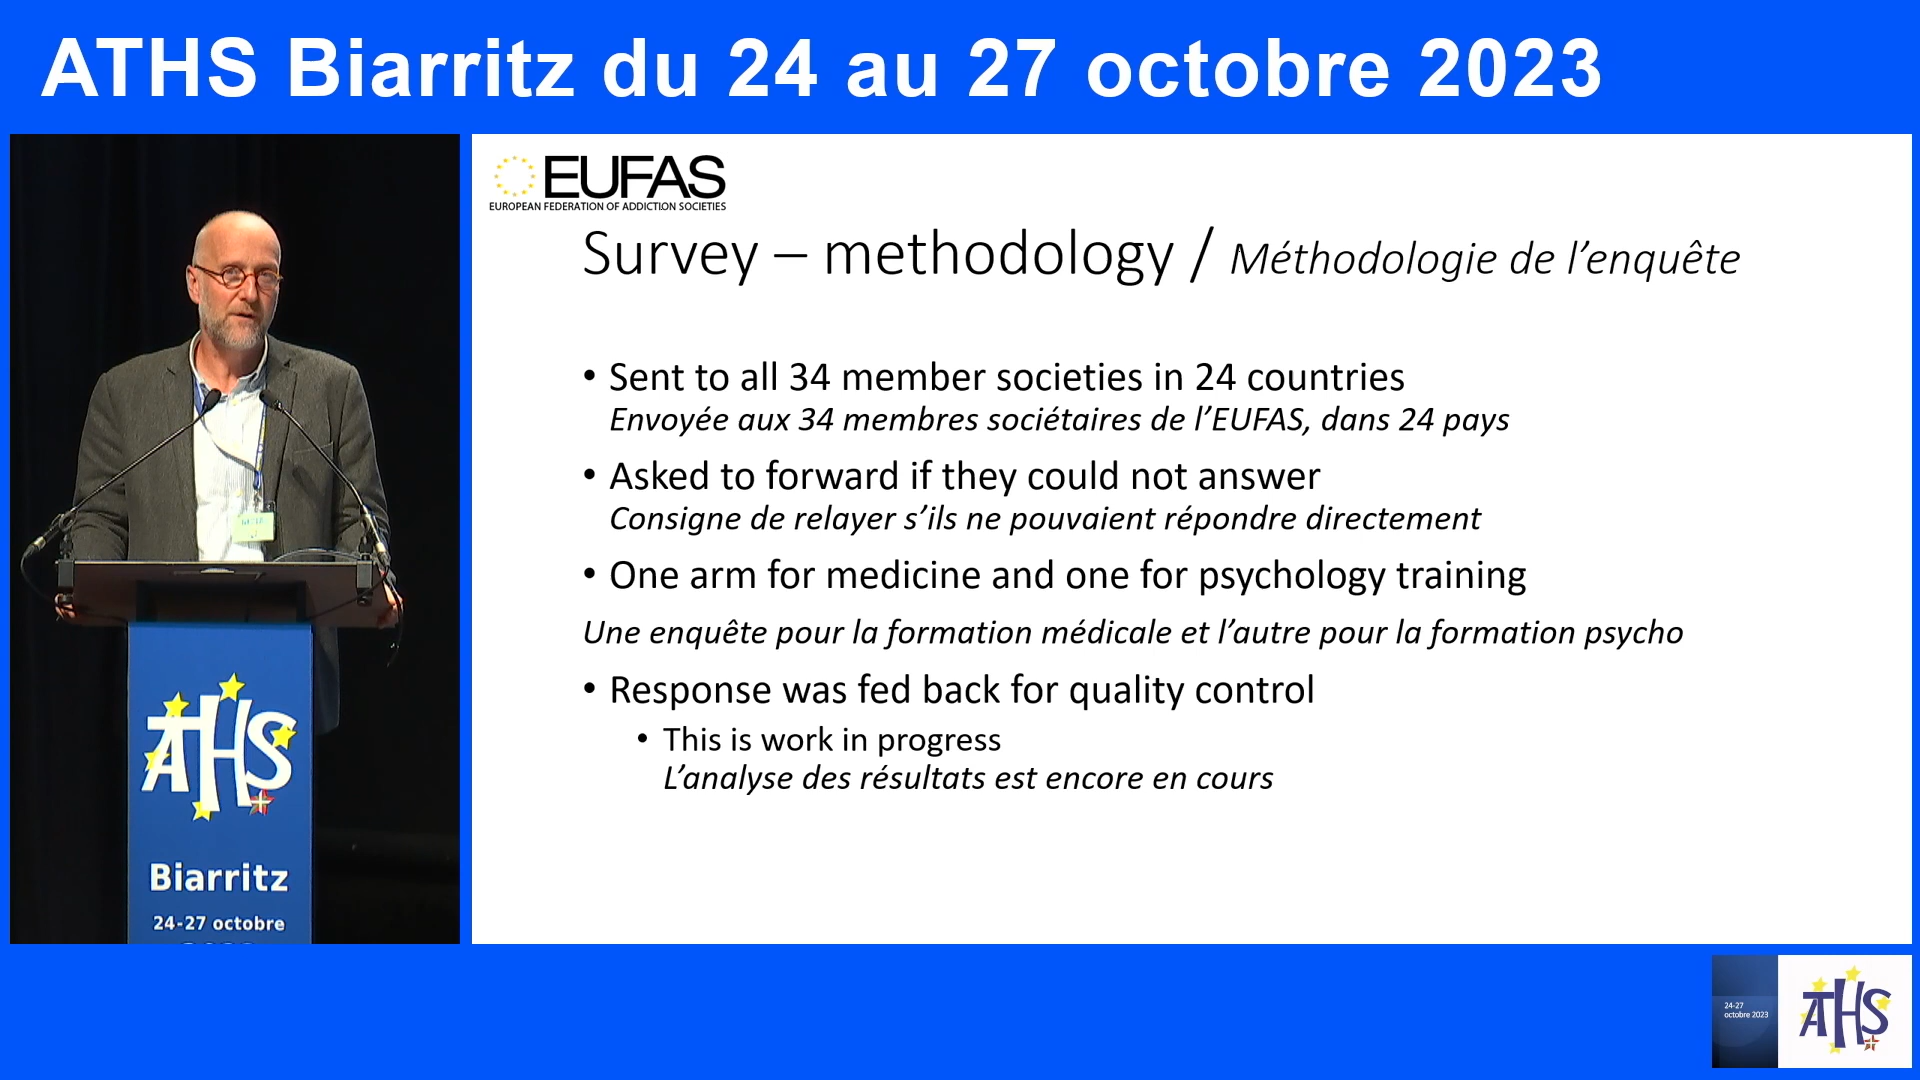 ATHS Biarritz du 24 au 27 octobre 2023
EUFAS
EUROPEAN FEDERATION OF ADDICTION SOCIETIES
Survey – methodology / Méthodologie de l’enquête
• Sent to all 34 member societies in 24 countries
Envoyée aux 34 membres sociétaires de l’EUFAS, dans 24 pays
• Asked to forward if they could not answer
Consigne de relayer s’ils ne pouvaient répondre directement
• One arm for medicine and one for psychology training
Une enquête pour la formation médicale et l’autre pour la formation psycho
• Response was fed back for quality control
• This is work in progress
L’analyse des résultats est encore en cours
ATHS
Biarritz
24-27 octobre
24-27
octobre 2023
ATHS